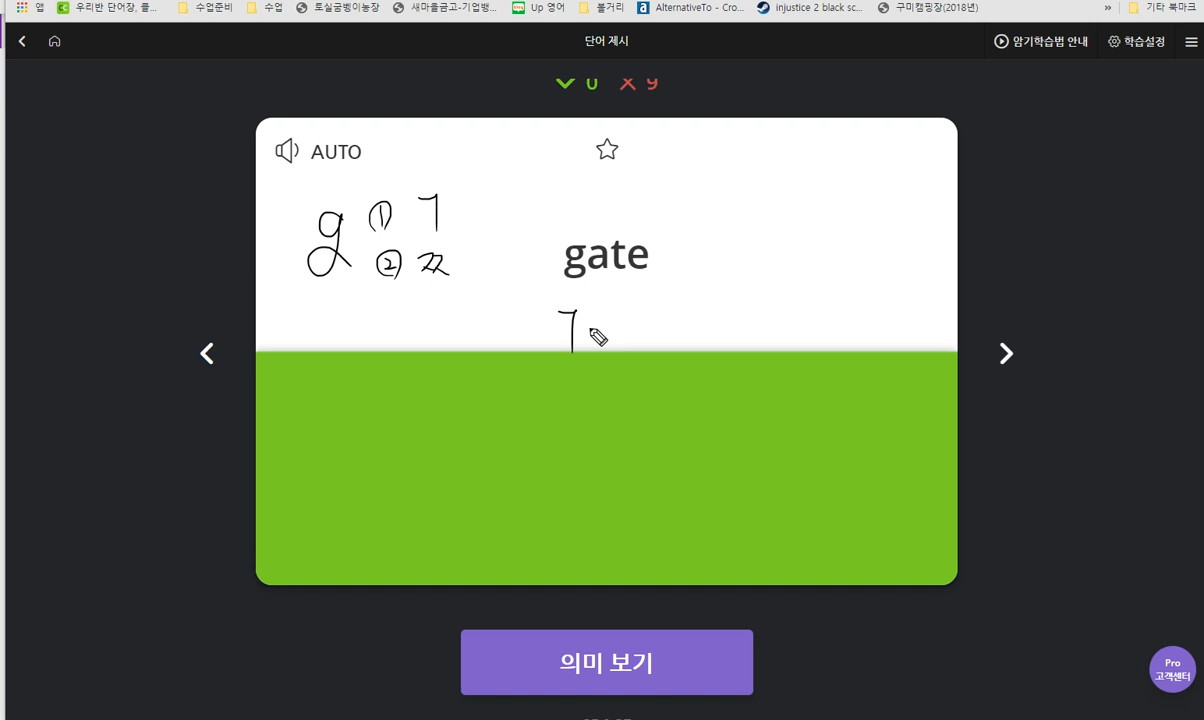 앱 우리반 단어장, 클... 수업준비 수업 토실굼벵이농장 새마을금고-기업뱅... Up 영어 볼거리 AlternativeTo - Cro... injustice 2 black sc... 구미캠핑장(2018년) » 기타 북마크
단어 제시 암기학습법 안내 학습설정
0 9
AUTO
g ① ㄱ
② ㅈ
gate
ㄱ
의미 보기
Pro
고객센터